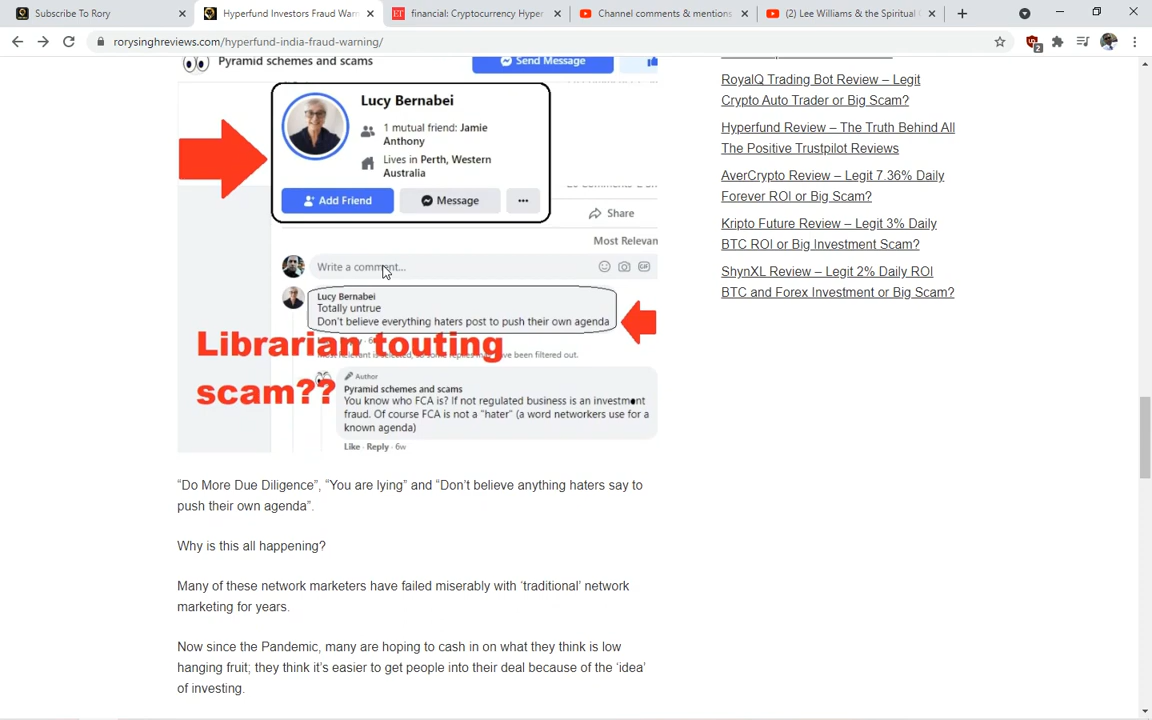 Subscribe To Rory
Hyperfund Investors Fraud Warn
financial: Cryptocurrency Hyper
Channel comments & mentions
(2) Lee Williams & the Spiritual
rorysinghreviews.com/hyperfund-india-fraud-warning/
2
Pyramid schemes and scams
Send Message
Lucy Bernabei
1 mutual friend: Jamie
Anthony
Lives in Perth, Western
Australia
Add Friend
Message
Share
Most Relevan
Write a comment...
Lucy Bernabei
Totally untrue
Don't believe everything haters post to push their own agenda
Librarian touting
have been filtered out.
scam??
Author
Pyramid schemes and scams
You know who FCA is? If not regulated business is an investment
fraud. Of course FCA is not a "hater" (a word networkers use for a
known agenda)
Like · Reply · 6w
“Do More Due Diligence”, “You are lying” and “Don’t believe anything haters say to
push their own agenda”.
Why is this all happening?
Many of these network marketers have failed miserably with ‘traditional’ network
marketing for years.
Now since the Pandemic, many are hoping to cash in on what they think is low
hanging fruit; they think it’s easier to get people into their deal because of the ‘idea’
of investing.
RoyalQ Trading Bot Review – Legit
Crypto Auto Trader or Big Scam?
Hyperfund Review – The Truth Behind All
The Positive Trustpilot Reviews
AverCrypto Review – Legit 7.36% Daily
Forever ROI or Big Scam?
Kripto Future Review – Legit 3% Daily
BTC ROI or Big Investment Scam?
ShynXL Review – Legit 2% Daily ROI
BTC and Forex Investment or Big Scam?